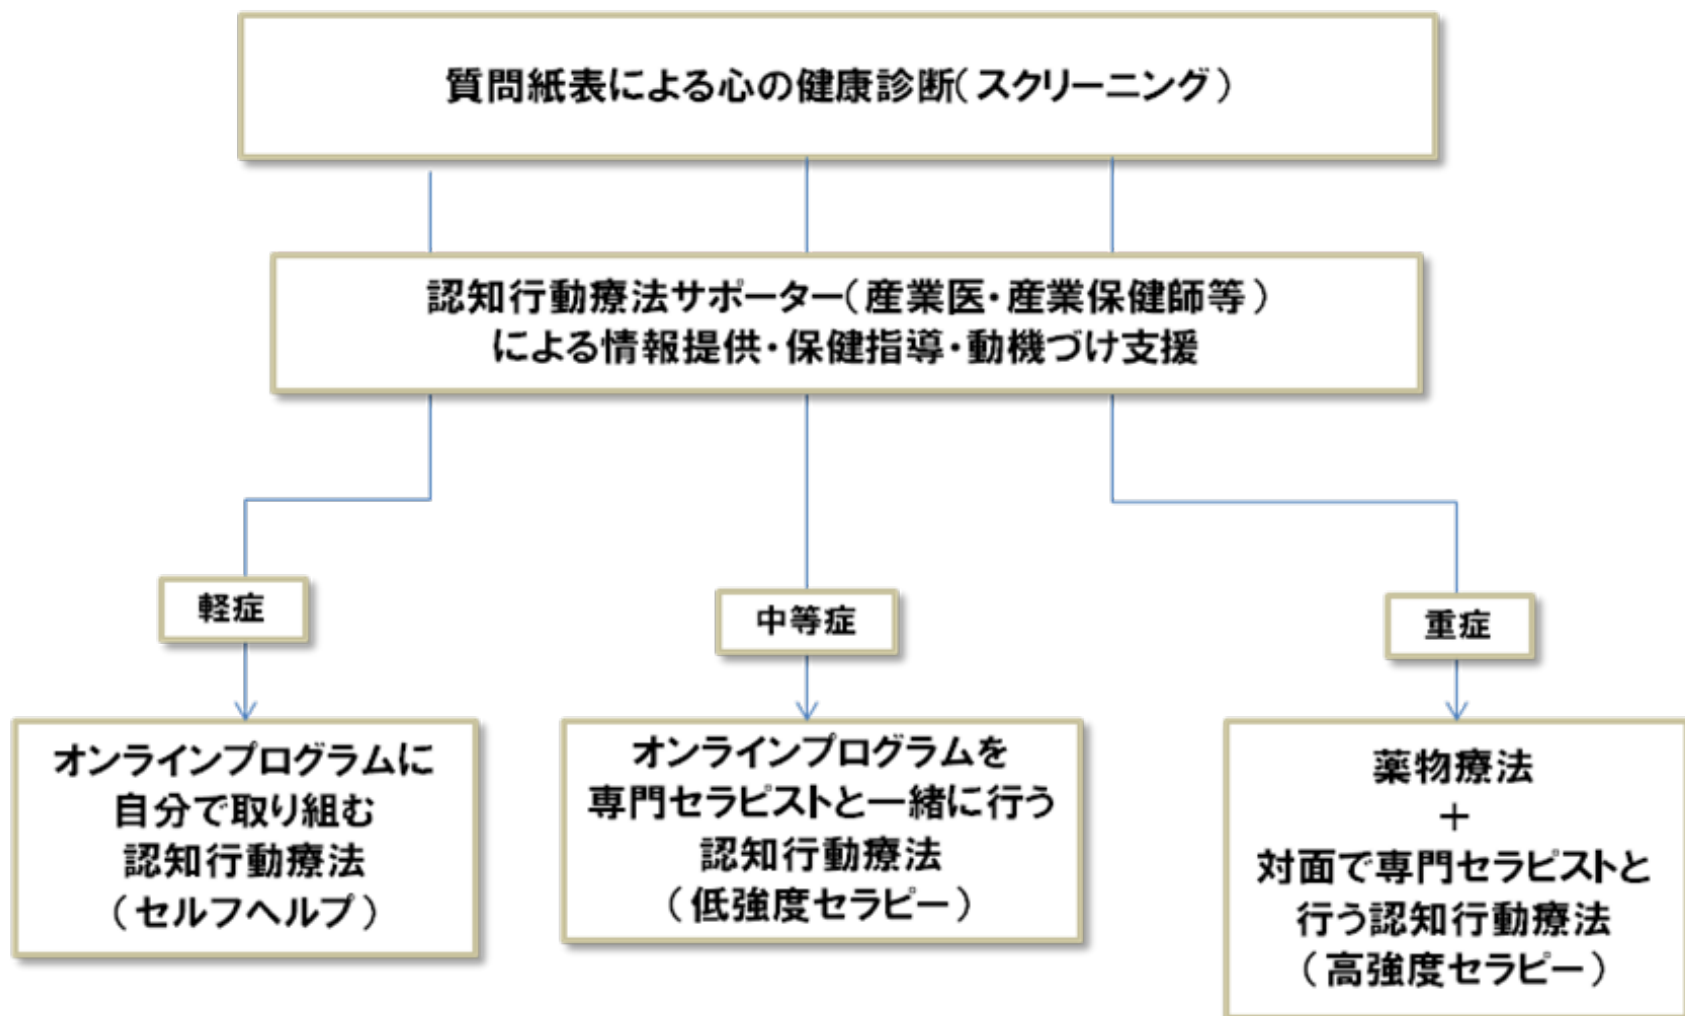 質問紙表による心の健康診断(スクリーニング)
認知行動療法サポーター(産業医・産業保健師等)
による情報提供・保健指導・動機づけ支援
軽症
中等症
重症
オンラインプログラムに
自分で取り組む
認知行動療法
(セルフヘルプ)
オンラインプログラムを
専門セラピストと一緒に行う
認知行動療法
(低強度セラピー)
薬物療法
+
対面で専門セラピストと
行う認知行動療法
(高強度セラピー)